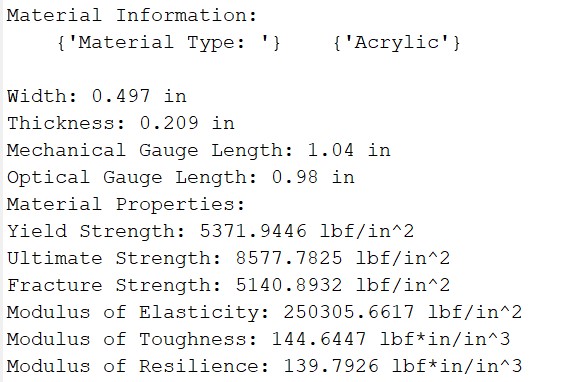 Material Information:
{'Material Type: '}    {'Acrylic'}
Width: 0.497 in
Thickness: 0.209 in
Mechanical Gauge Length: 1.04 in
Optical Gauge Length: 0.98 in
Material Properties:
Yield Strength: 5371.9446 lbf/in^2
Ultimate Strength: 8577.7825 lbf/in^2
Fracture Strength: 5140.8932 lbf/in^2
Modulus of Elasticity: 250305.6617 lbf/in^2
Modulus of Toughness: 144.6447 lbf*in/in^3
Modulus of Resilience: 139.7926 lbf*in/in^3